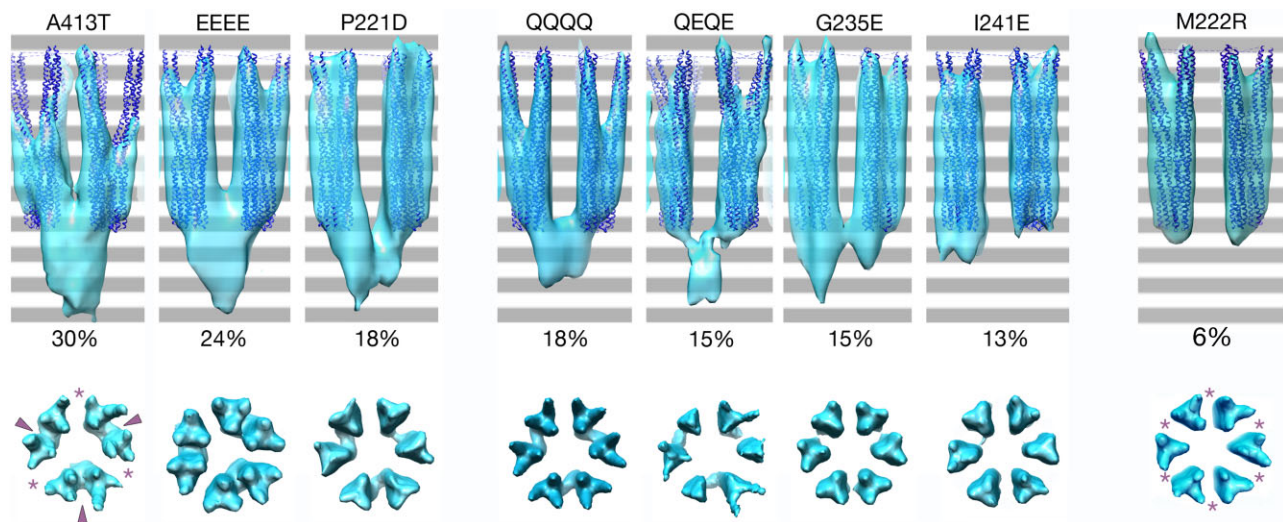 A413T EEEE P221D QQQQ QEQE G235E I241E M222R
30% 24% 18% 18% 15% 15% 13% 6%
* * *
* * * * * *